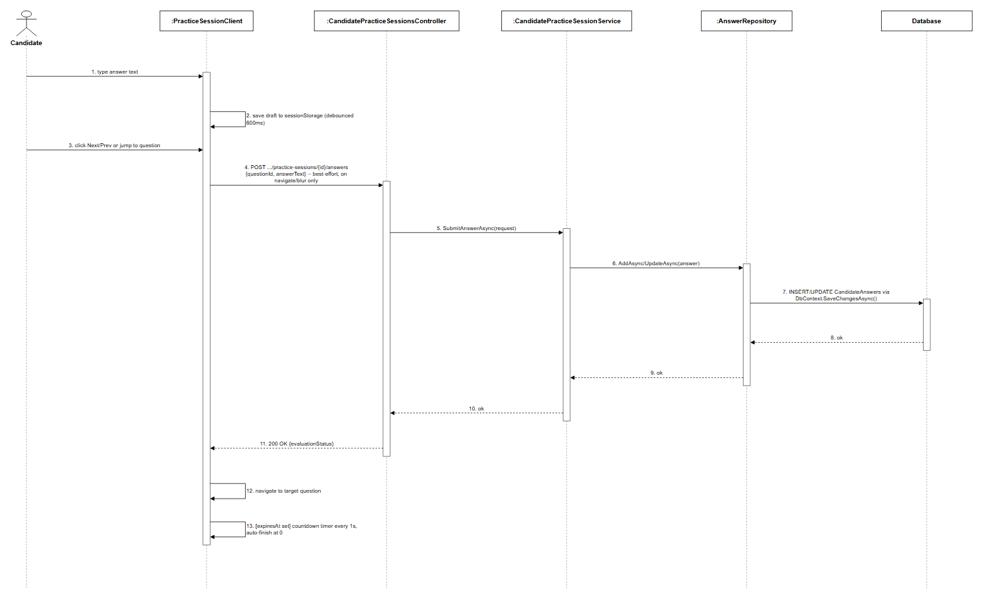 :PracticeSessionClient
:CandidatePracticeSessionsController
:CandidatePracticeSessionService
:AnswerRepository
Database
Candidate
1. type answer text
2. save draft to sessionStorage (debounced
600ms)
3. click Next/Prev or jump to question
4. POST .../practice-sessions/{id}/answers
{questionId, answerText} -- best-effort, on
navigate/blur only
5. SubmitAnswerAsync(request)
6. AddAsync/UpdateAsync(answer)
7. INSERT/UPDATE CandidateAnswers via
DbContext.SaveChangesAsync()
8. ok
9. ok
10. ok
11. 200 OK {evaluationStatus}
12. navigate to target question
13. [expiresAt set] countdown timer every 1s,
auto-finish at 0